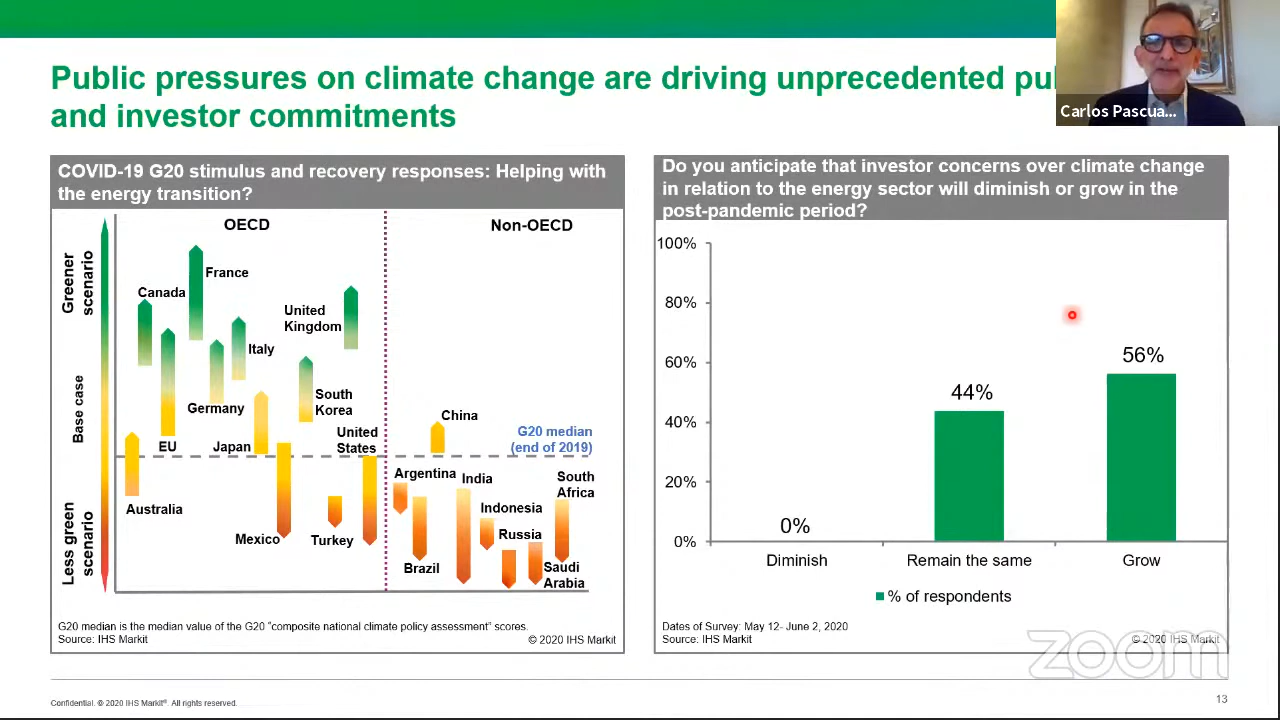 Public pressures on climate change are driving unprecedented
and investor commitments
Carlos Pascua...
COVID-19 G20 stimulus and recovery responses: Helping with
the energy transition?
OECD
Non-OECD
Greener
scenario
Base case
Less green
scenario
France
Canada
United
Kingdom
Italy
South
Korea
Germany
China
G20 median
(end of 2019)
United
States
EU
Japan
Argentina
India
South
Africa
Australia
Indonesia
Mexico
Turkey
Russia
Brazil
Saudi
Arabia
G20 median is the median value of the G20 "composite national climate policy assessment" scores.
Source: IHS Markit
© 2020 IHS Markit
Do you anticipate that investor concerns over climate change
in relation to the energy sector will diminish or grow in the
post-pandemic period?
100%
80%
60%
40%
20%
0%
0%
44%
56%
Diminish
Remain the same
Grow
% of respondents
Dates of Survey: May 12- June 2, 2020
Source: IHS Markit
© 2020 IHS Markit
zoom
Confidential. © 2020 IHS Markit®. All rights reserved.
13